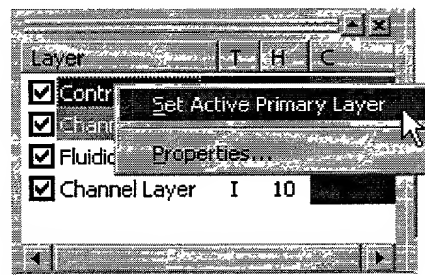 Layer T H C
Contr
Set Active Primary Layer
Chann
Fluidic Properties...
Channel Layer I 10